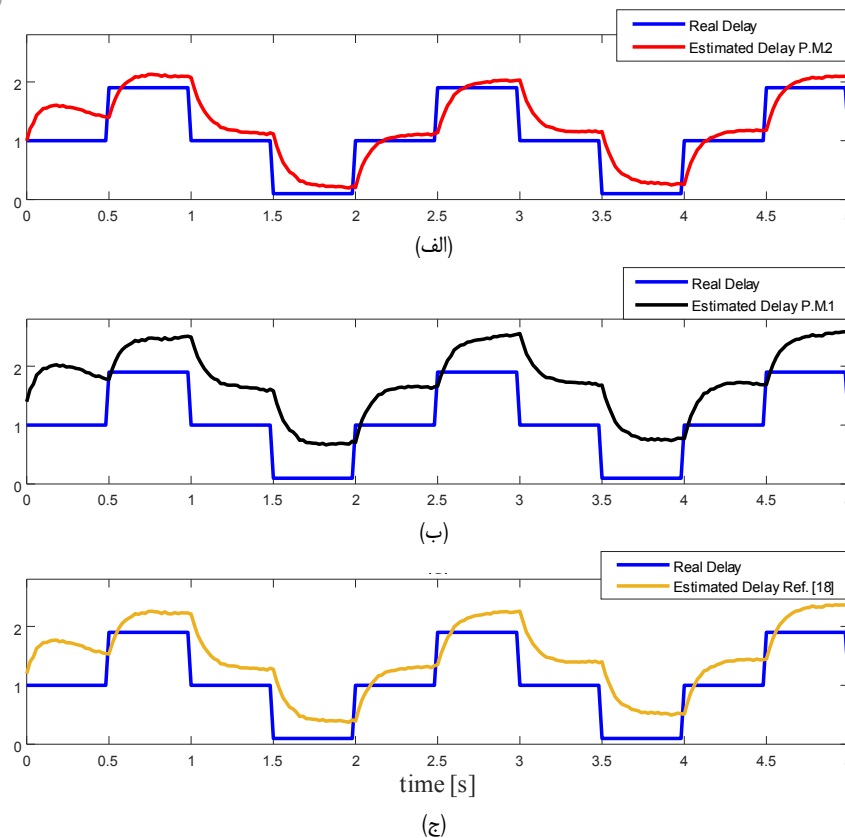 Real Delay
Estimated Delay P.M.2
2
1
0
0 0.5 1 1.5 2 2.5 3 3.5 4 4.5
(الف)
Real Delay
Estimated Delay P.M.1
2
1
0
0 0.5 1 1.5 2 2.5 3 3.5 4 4.5
(ب)
Real Delay
Estimated Delay Ref. [18]
2
1
0
0 0.5 1 1.5 2 2.5 3 3.5 4 4.5
time [s]
(ج)